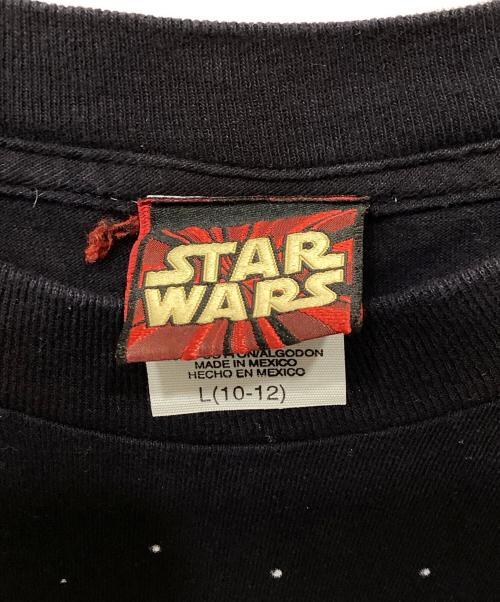 STAR
WARS
COTTON/ALGODON
MADE IN MEXICO
HECHO EN MEXICO
L(10-12)